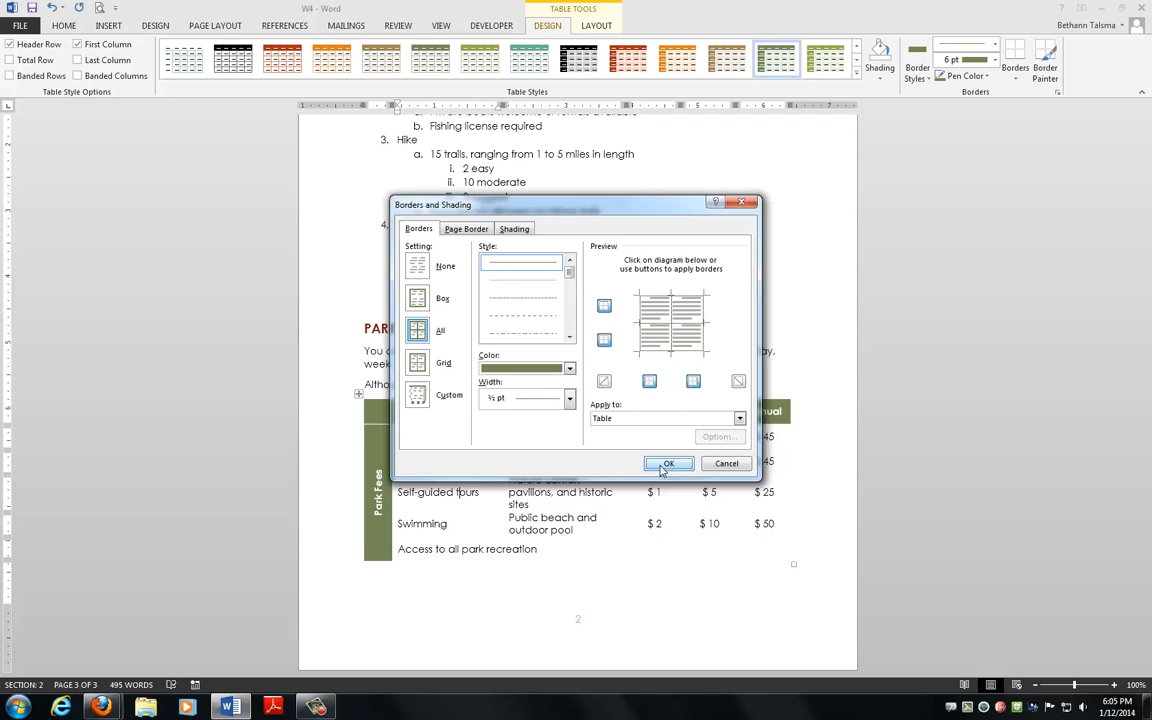 W4 - Word
TABLE TOOLS
FILE HOME INSERT DESIGN PAGE LAYOUT REFERENCES MAILINGS REVIEW VIEW DEVELOPER DESIGN LAYOUT
Bethann Talsma
Header Row First Column
Total Row Last Column
Banded Rows Banded Columns
Shading
Border Styles
6 pt
Pen Color
Borders
Border Painter
Table Style Options
Table Styles
Borders
b. Fishing license required
3. Hike
a. 15 trails, ranging from 1 to 5 miles in length
i. 2 easy
ii. 10 moderate
4.
Borders and Shading
Borders Page Border Shading
Setting:
None
Box
All
Grid
Custom
Style:
Color:
Width:
½ pt
Preview
Click on diagram below or
use buttons to apply borders
Apply to:
Table
Options...
OK Cancel
PAR
You
week
Altho
Park Fees
Self-guided tours
pavilions, and historic
sites
$ 1 $ 5 $ 25
Swimming
Public beach and
outdoor pool
$ 2 $ 10 $ 50
Access to all park recreation
2
SECTION: 2 PAGE 3 OF 3 495 WORDS
100%
6:05 PM
1/12/2014